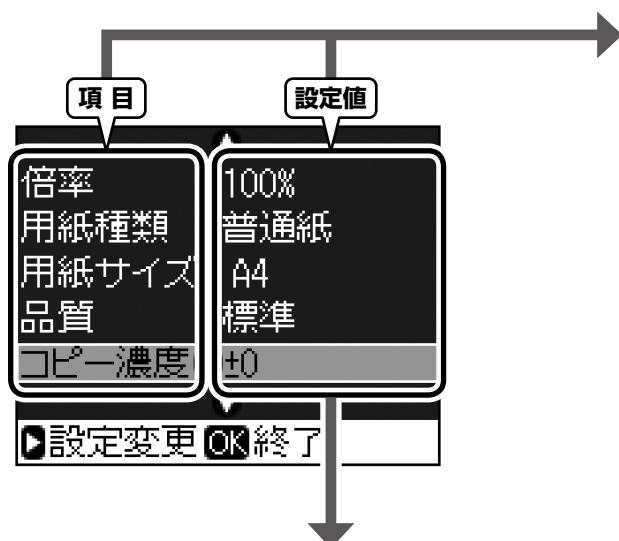 項目
設定値
倍率 100%
用紙種類 普通紙
用紙サイズ A4
品質 標準
コピー濃度 ±0
設定変更 OK 終了